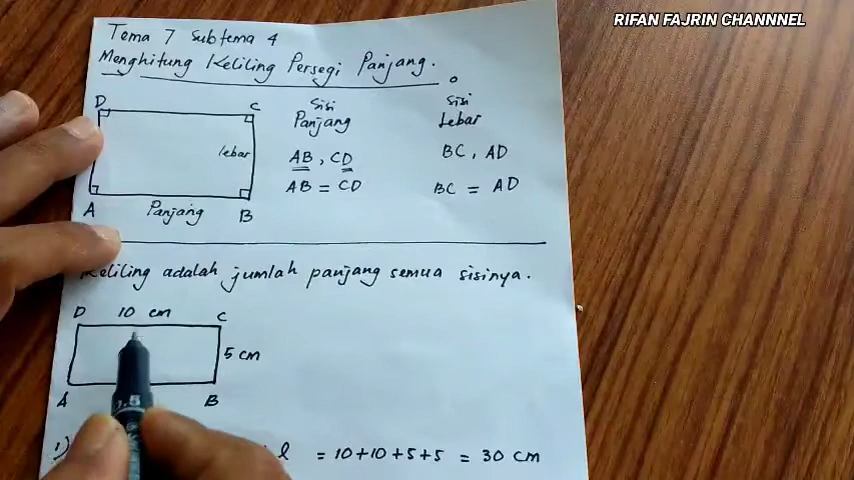 RIFAN FAJRIN CHANNNEL
Tema 7 Subtema 4
Menghitung Keliling Persegi Panjang.
D C
lebar
A Panjang B
Sisi Panjang
AB, CD
AB = CD
Sisi Lebar
BC, AD
BC = AD
Keliling adalah jumlah panjang semua sisinya.
D 10 cm C
5 cm
A B
1) l = 10+10+5+5 = 30 cm